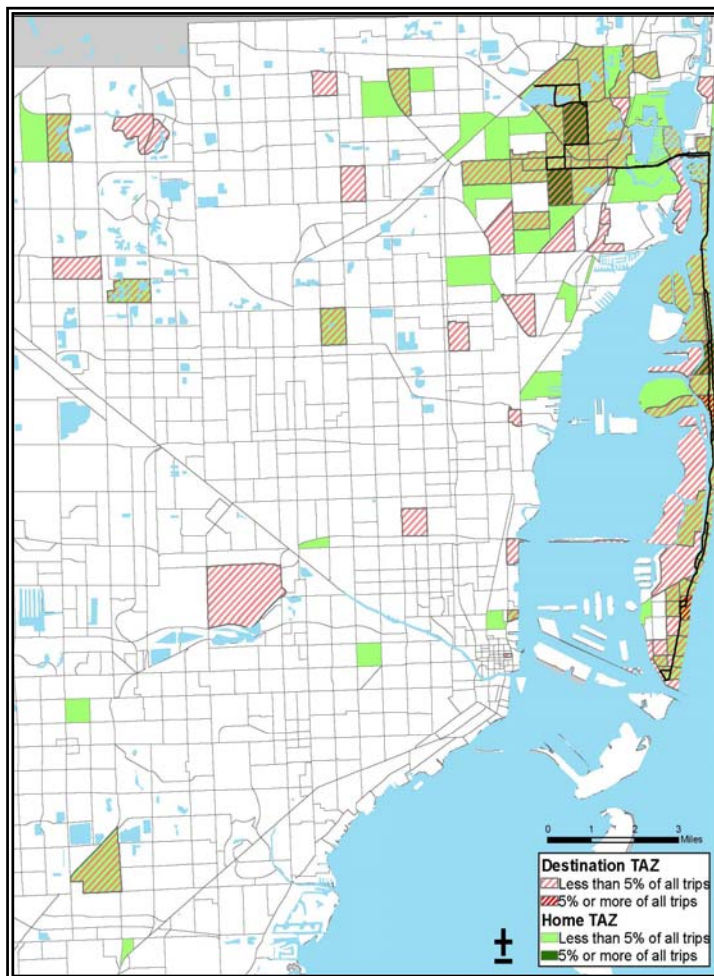 0 1 2 3
Miles
Destination TAZ
Less than 5% of all trips
5% or more of all trips
Home TAZ
Less than 5% of all trips
5% or more of all trips